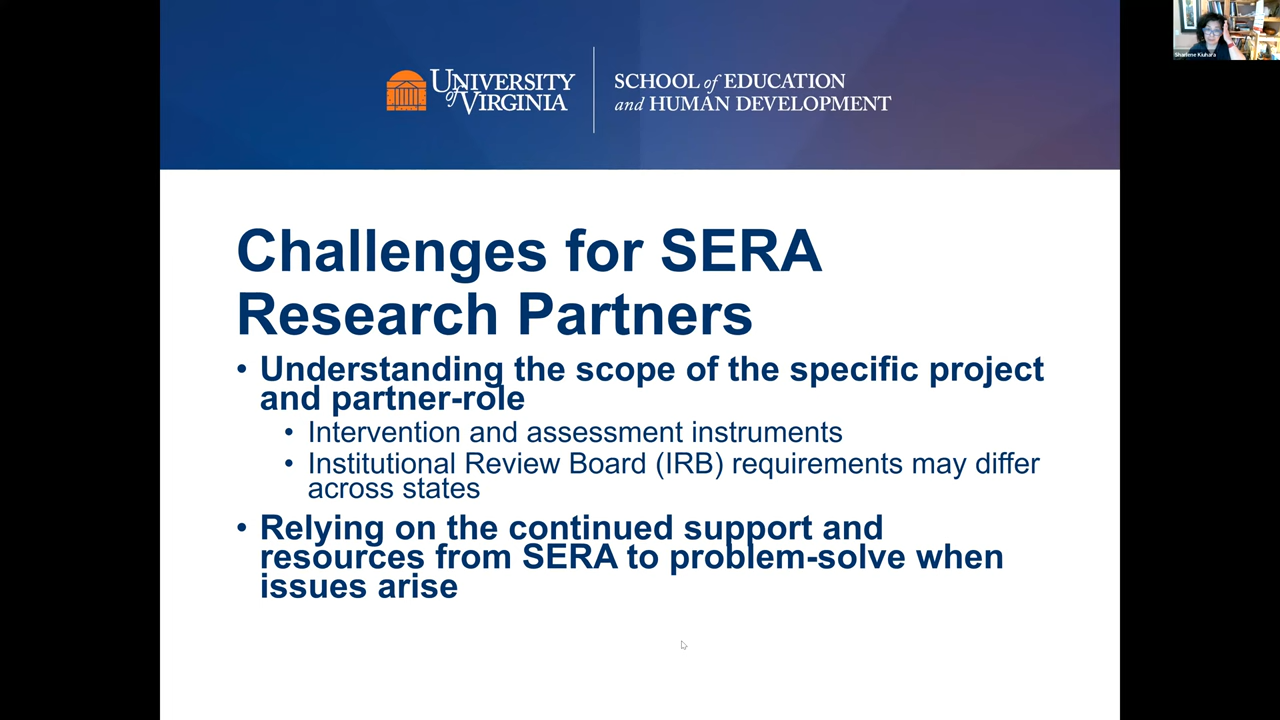 UNIVERSITY
of VIRGINIA
SCHOOL of EDUCATION
and HUMAN DEVELOPMENT
Sharlene Kiuhara
Challenges for SERA
Research Partners
• Understanding the scope of the specific project
and partner-role
• Intervention and assessment instruments
• Institutional Review Board (IRB) requirements may differ
across states
• Relying on the continued support and
resources from SERA to problem-solve when
issues arise